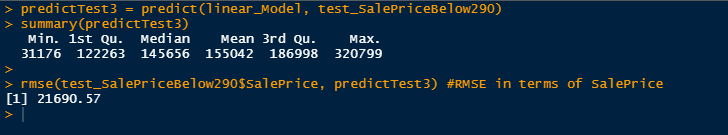 > predictTest3 = predict(linear_Model, test_SalePriceBelow290)
> summary(predictTest3)
   Min. 1st Qu.  Median    Mean 3rd Qu.    Max.
  31176  122263  145656  155042  186998  320799
>
> rmse(test_SalePriceBelow290$SalePrice, predictTest3) #RMSE in terms of SalePrice
[1] 21690.57
>